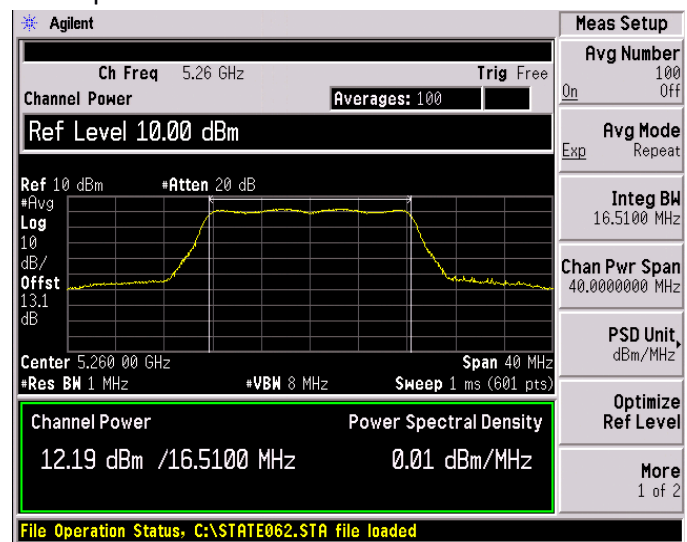 Agilent
Meas Setup
Ch Freq 5.26 GHz Trig Free
Channel Power Averages: 100
Ref Level 10.00 dBm
Ref 10 dBm #Atten 20 dB
#Avg
Log
10
dB/
Offst
13.1
dB
Center 5.260 00 GHz Span 40 MHz
#Res BW 1 MHz #VBW 8 MHz Sweep 1 ms (601 pts)
Channel Power Power Spectral Density
12.19 dBm /16.5100 MHz 0.01 dBm/MHz
File Operation Status, C:\STATE062.STA file loaded
Avg Number
100
On Off
Avg Mode
Exp Repeat
Integ BW
16.5100 MHz
Chan Pwr Span
40.0000000 MHz
PSD Unit
dBm/MHz
Optimize
Ref Level
More
1 of 2